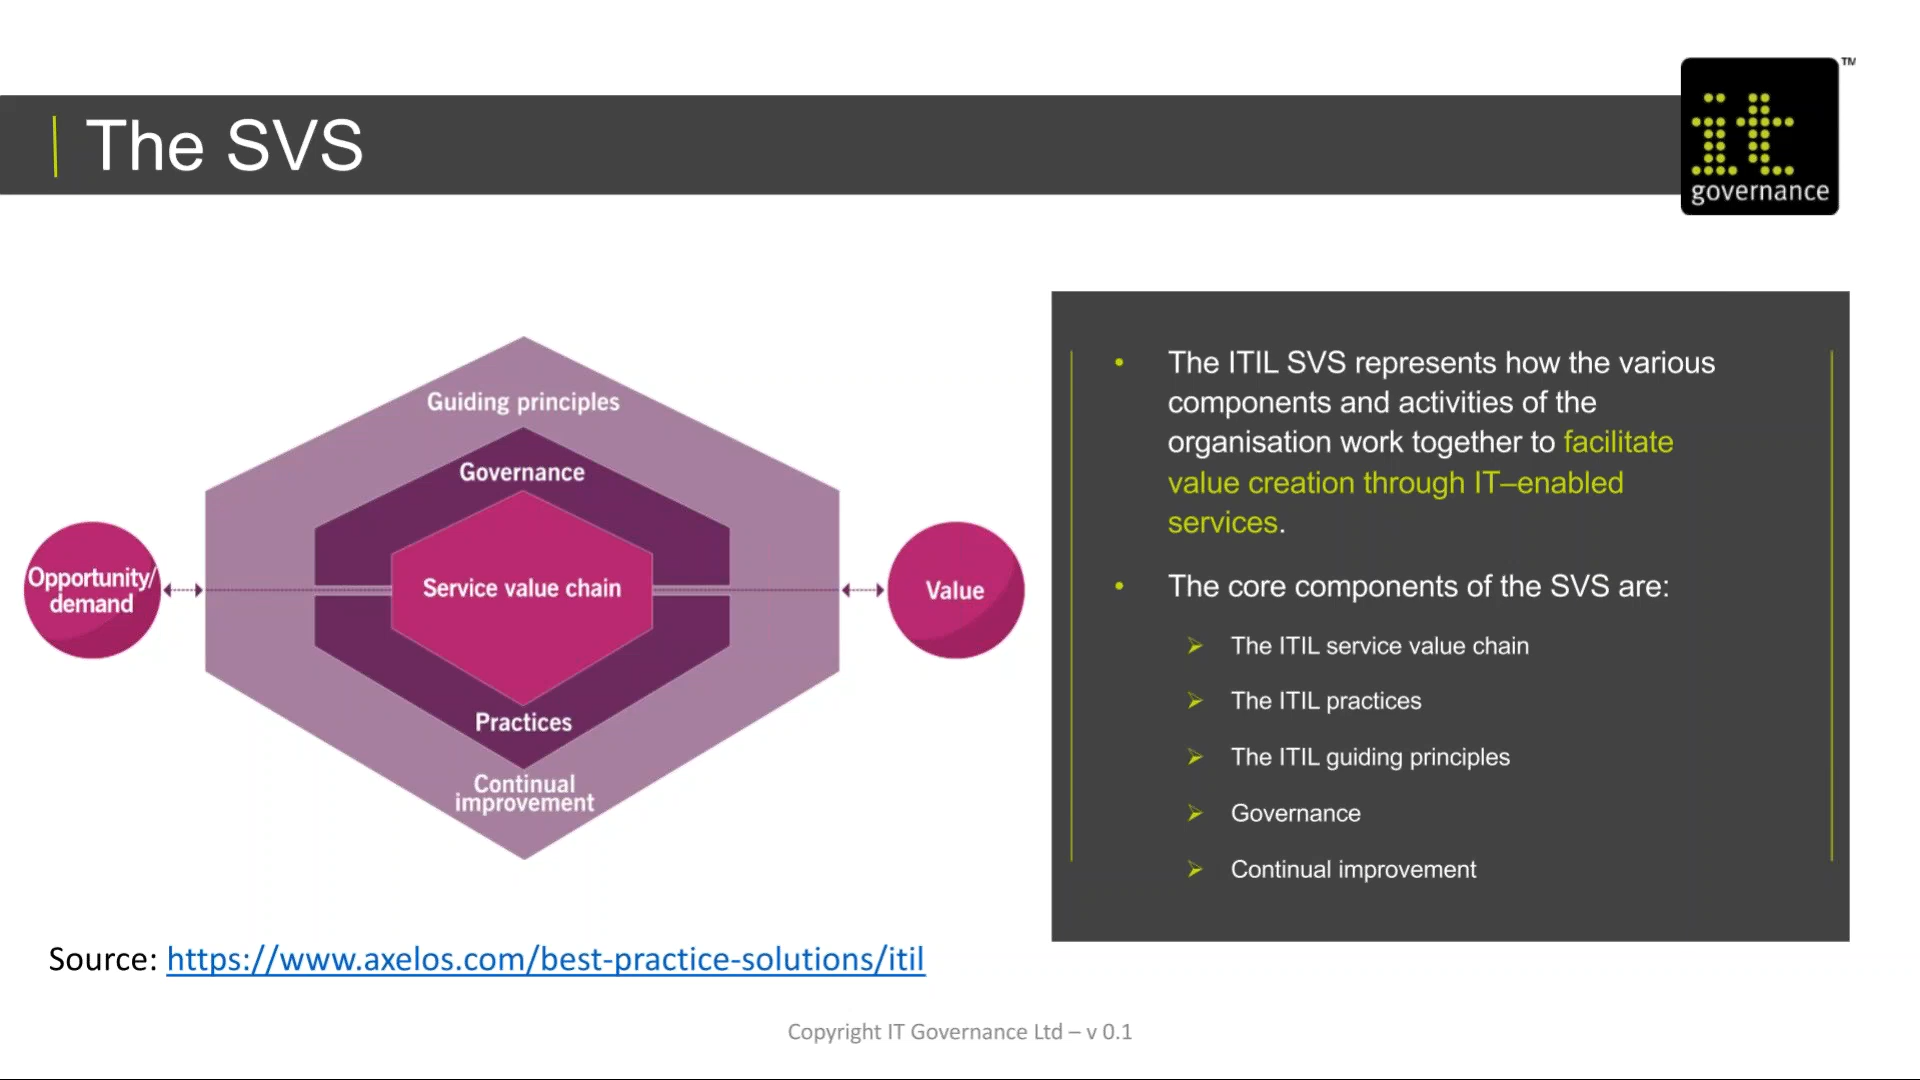 The SVS
it
governance
TM
Guiding principles
Governance
Service value chain
Opportunity/
demand
Value
Practices
Continual
improvement
• The ITIL SVS represents how the various
components and activities of the
organisation work together to facilitate
value creation through IT–enabled
services.
• The core components of the SVS are:
➢ The ITIL service value chain
➢ The ITIL practices
➢ The ITIL guiding principles
➢ Governance
➢ Continual improvement
Source: https://www.axelos.com/best-practice-solutions/itil
Copyright IT Governance Ltd – v 0.1